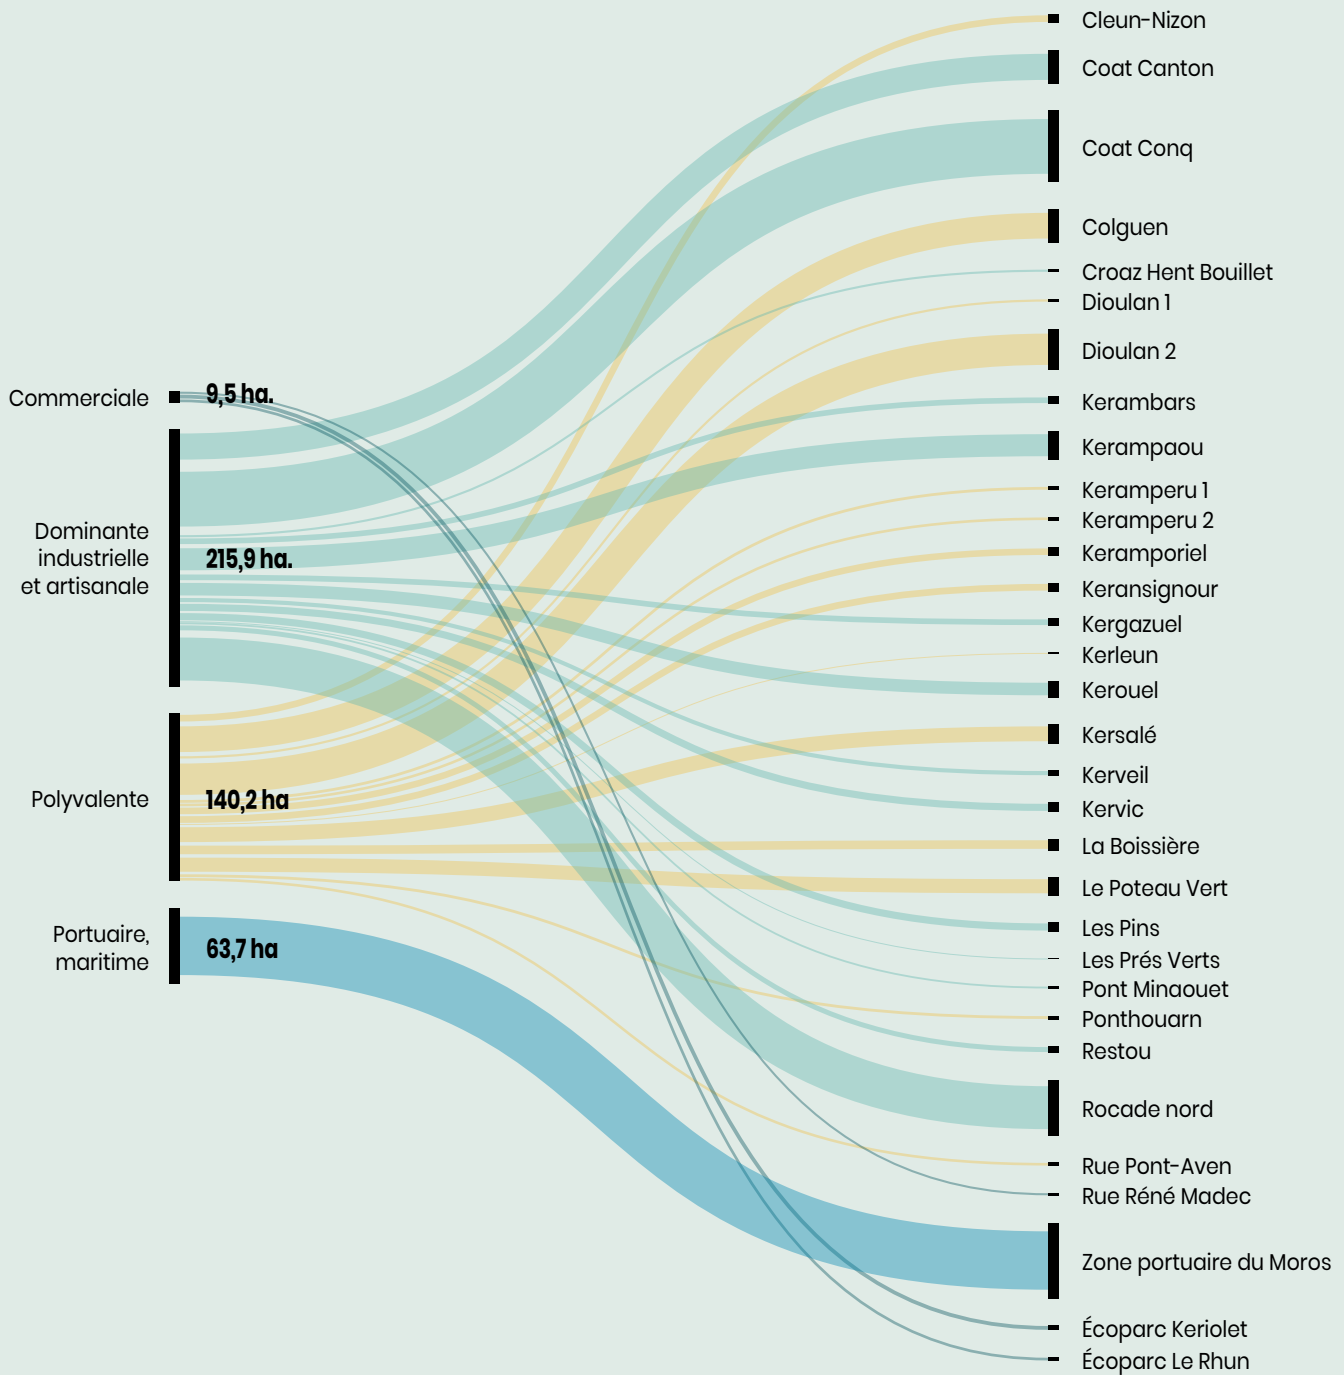 Commerciale
9,5 ha.
Dominante
industrielle
et artisanale
215,9 ha.
Polyvalente
140,2 ha
Portuaire,
maritime
63,7 ha
Cleun-Nizon
Coat Canton
Coat Conq
Colguen
Croaz Hent Bouillet
Dioulan 1
Dioulan 2
Kerambars
Kerampaou
Keramperu 1
Keramperu 2
Keramporiel
Keransignour
Kergazuel
Kerleun
Kerouel
Kersalé
Kerveil
Kervic
La Boissière
Le Poteau Vert
Les Pins
Les Prés Verts
Pont Minaouet
Ponthouarn
Restou
Rocade nord
Rue Pont-Aven
Rue Réné Madec
Zone portuaire du Moros
Écoparc Keriolet
Écoparc Le Rhun